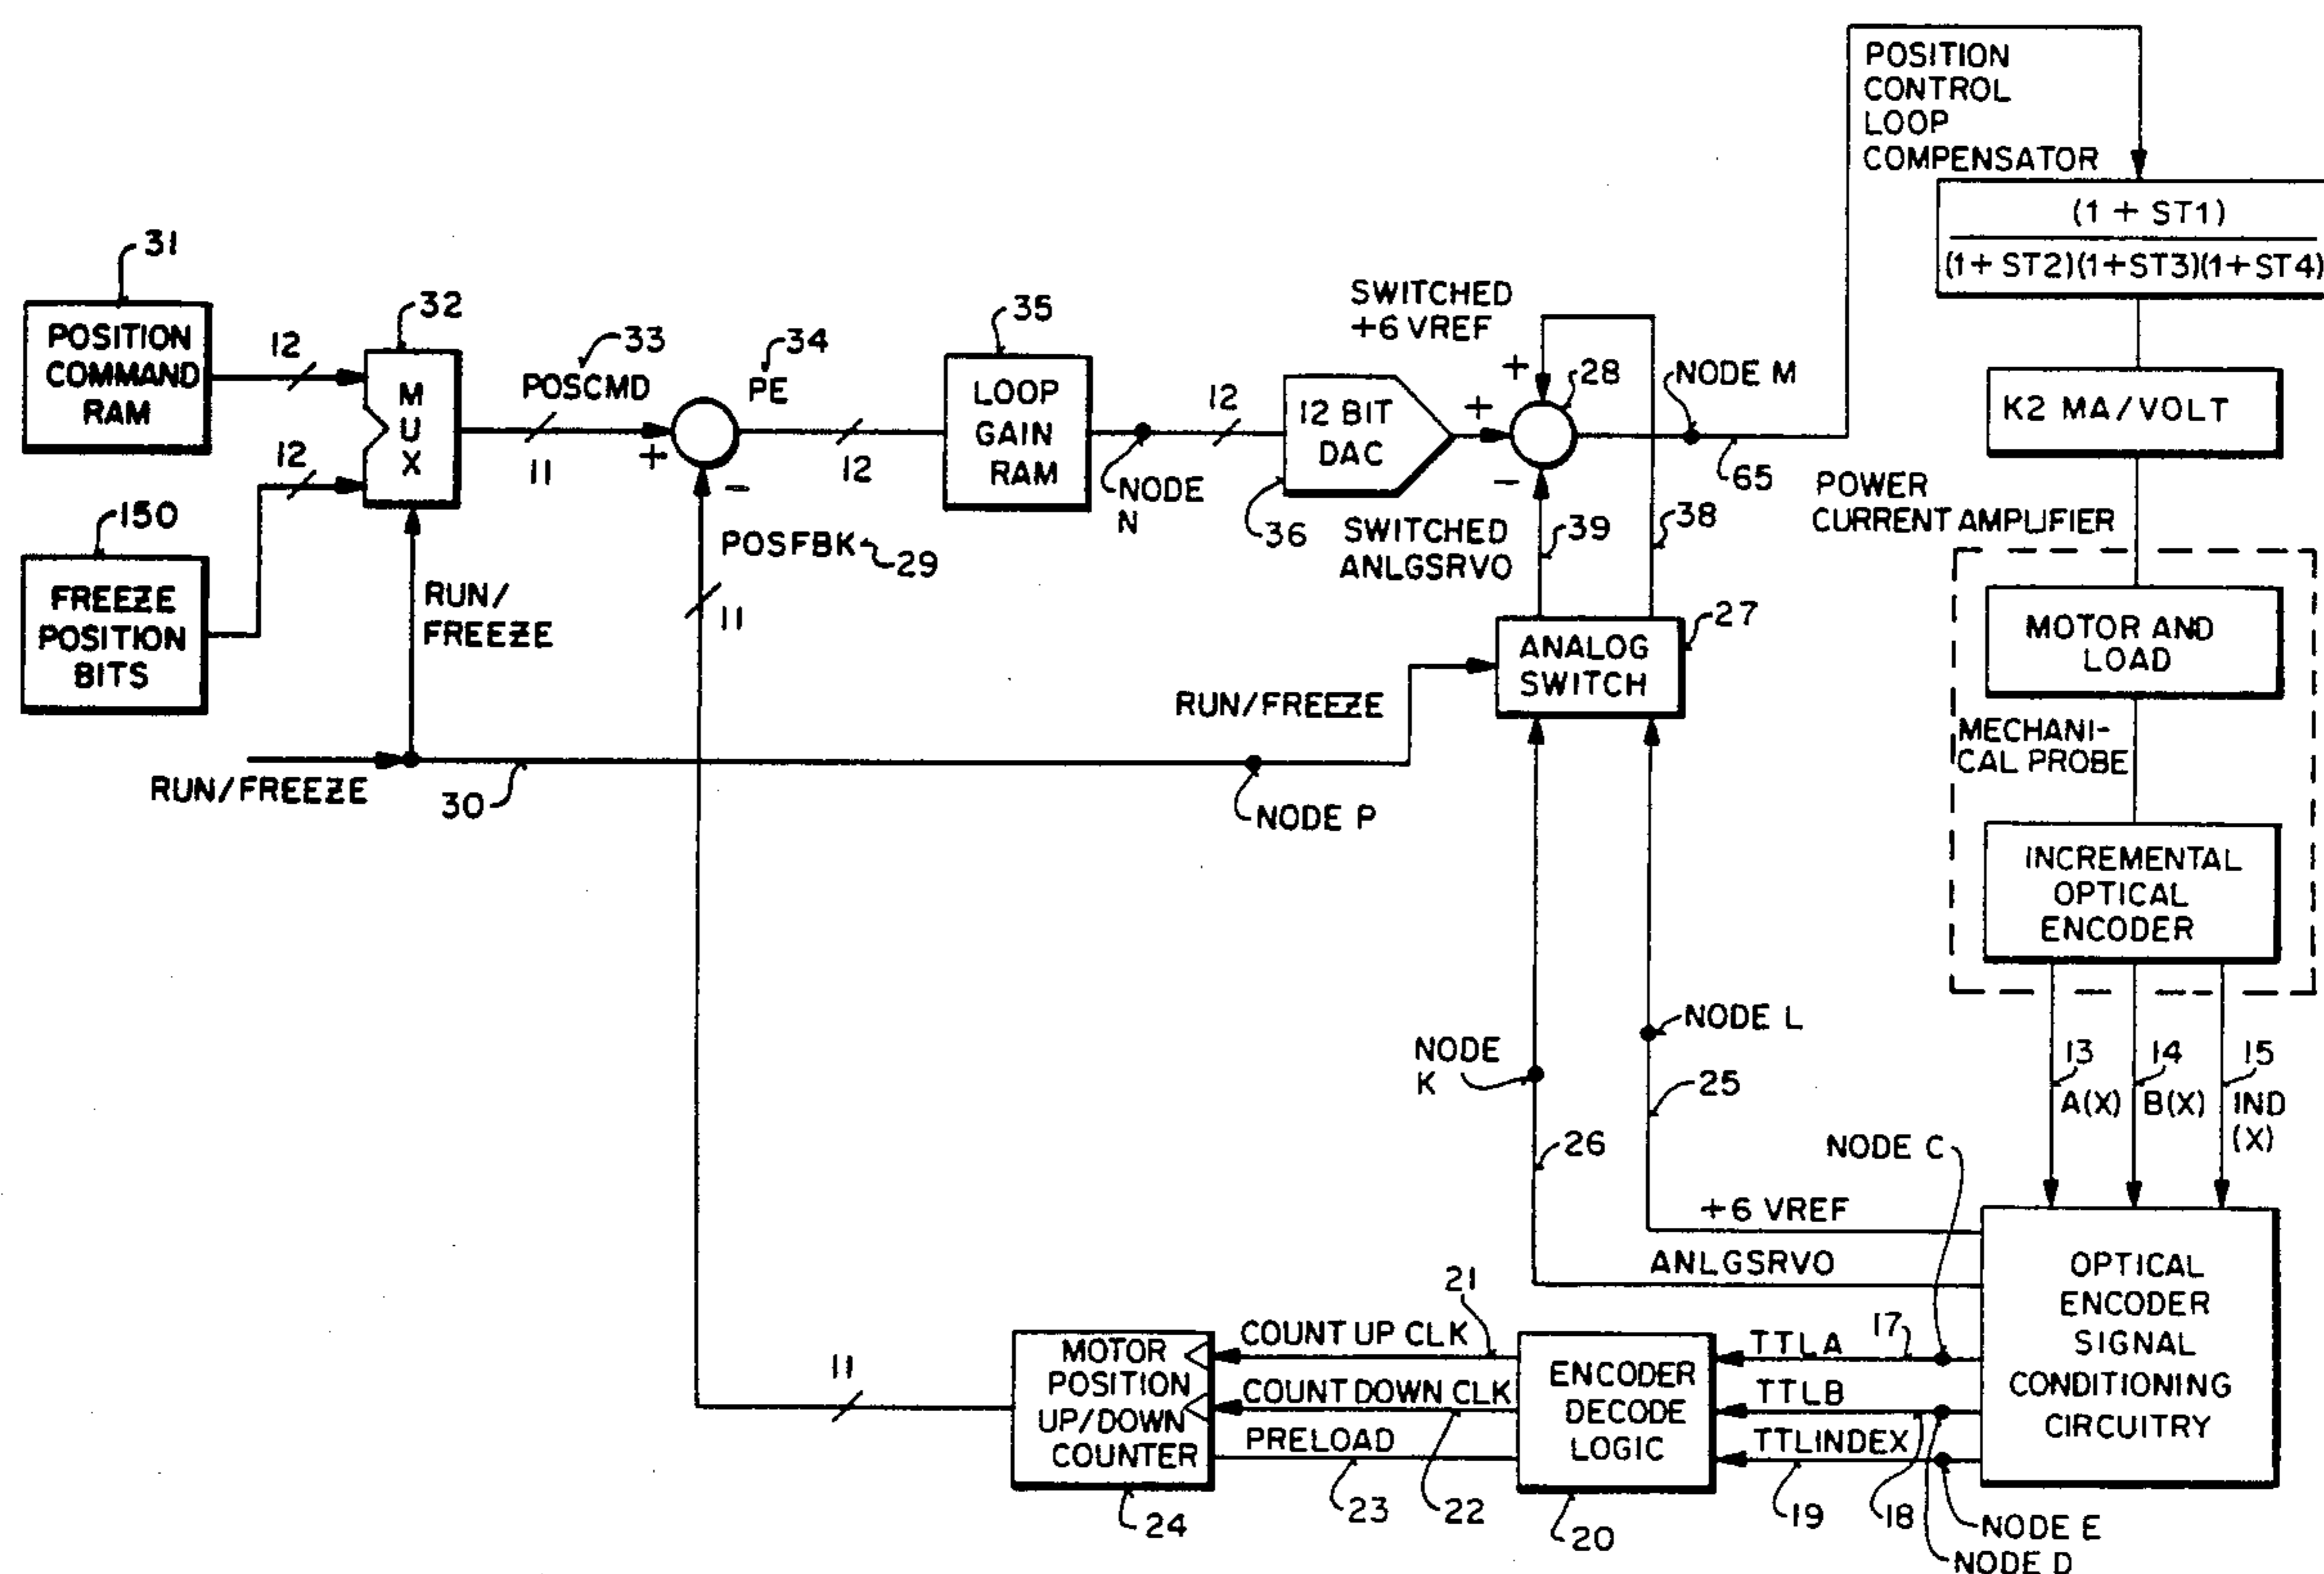 POSITION
CONTROL
LOOP
COMPENSATOR
(1 + ST1)
(1+ ST2)(1+ST3)(1+ST4)
31
POSITION
COMMAND
RAM
12
32
MUX
33
POSCMD
11
+
34
PE
12
-
35
LOOP
GAIN
RAM
NODE
N
12
12 BIT
DAC
36
SWITCHED
+6 VREF
+
+
-
28
NODE M
65
K2 MA/VOLT
POWER
CURRENT AMPLIFIER
12
150
FREEZE
POSITION
BITS
RUN/
FREEZE
POSFBK
29
11
SWITCHED
ANLGSRVO
39
38
27
ANALOG
SWITCH
RUN/FREEZE
MOTOR AND
LOAD
MECHANI-
CAL PROBE
RUN/FREEZE
30
NODE P
INCREMENTAL
OPTICAL
ENCODER
NODE
K
NODE L
25
26
13
A(X)
14
B(X)
15
IND
(X)
NODE C
+6 VREF
ANLGSRVO
OPTICAL
ENCODER
SIGNAL
CONDITIONING
CIRCUITRY
11
MOTOR
POSITION
UP/DOWN
COUNTER
24
COUNT UP CLK
21
COUNT DOWN CLK
22
PRELOAD
23
ENCODER
DECODE
LOGIC
20
TTLA
17
TTLB
18
TTLINDEX
19
NODE E
NODE D